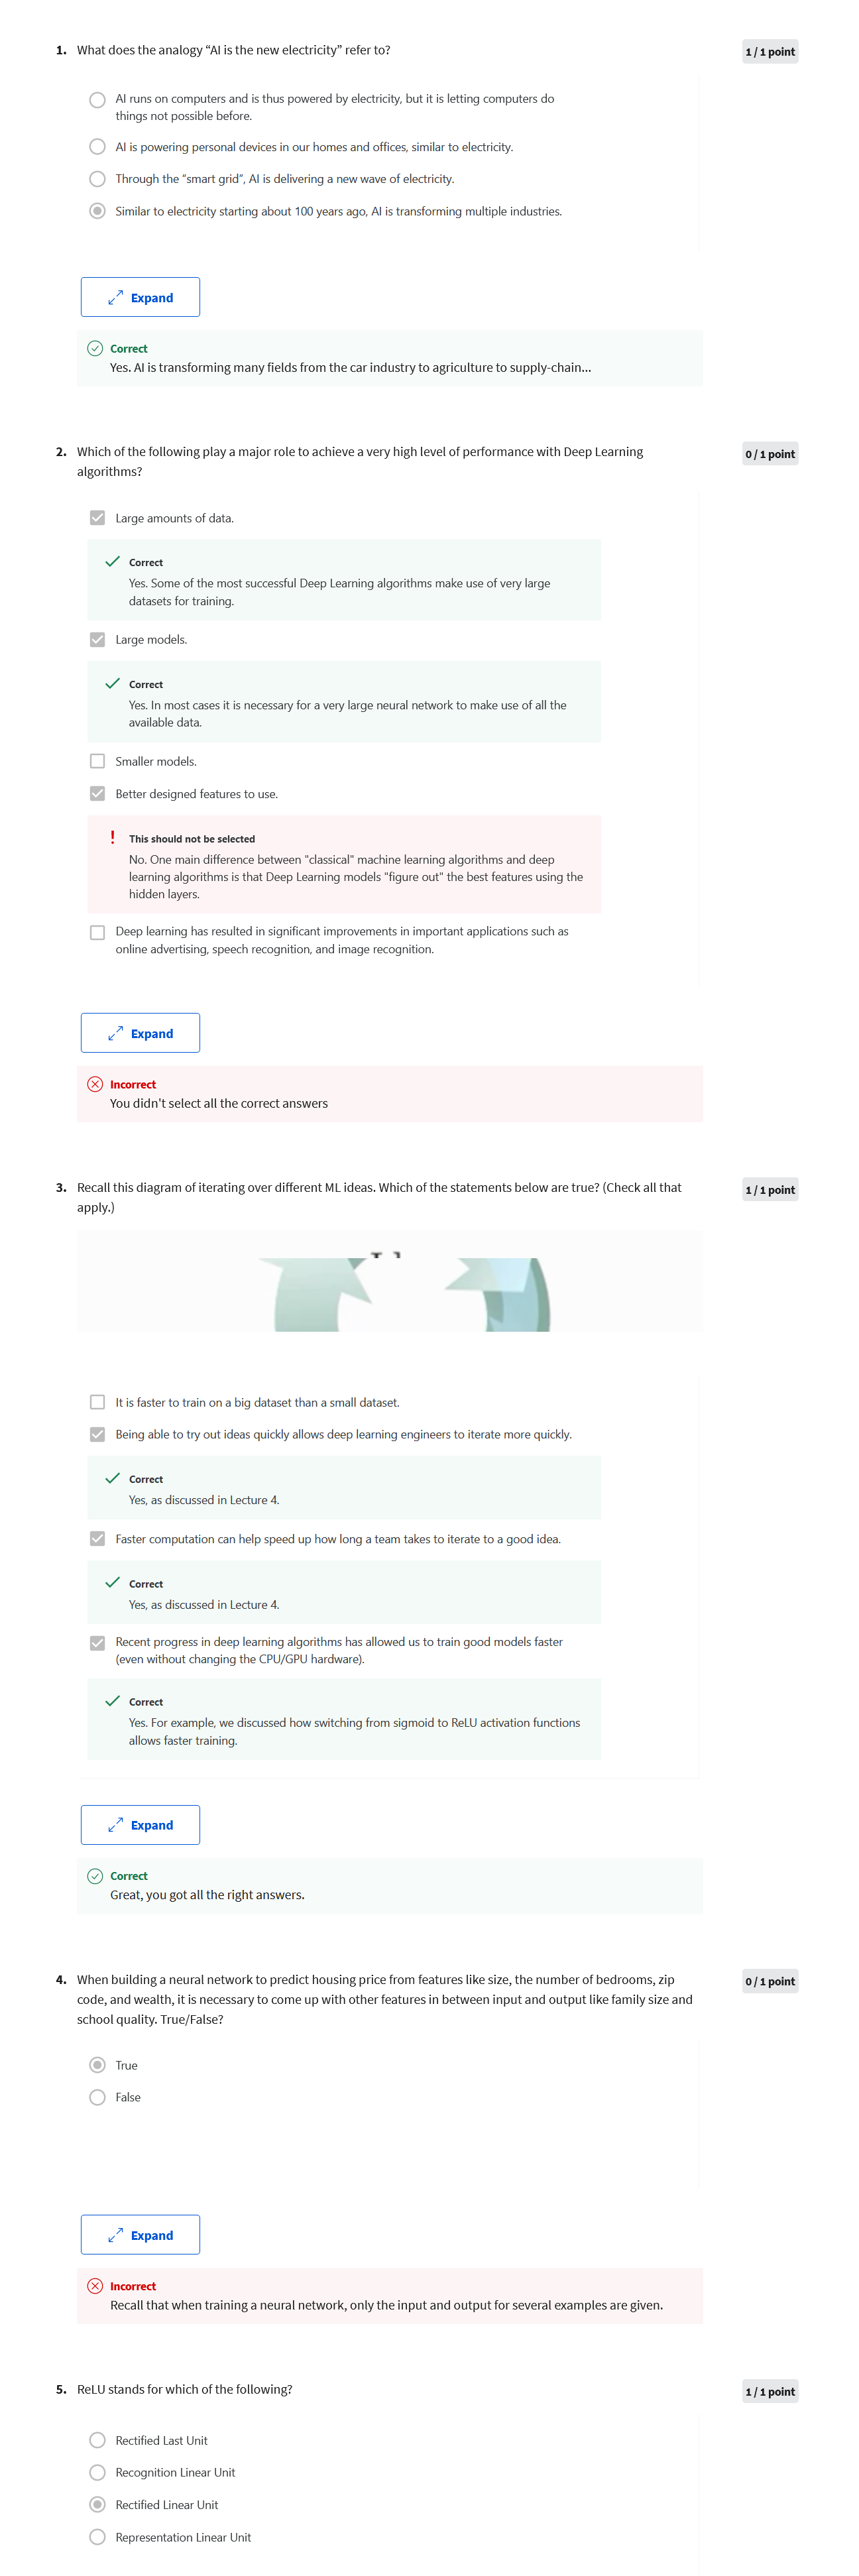 1. What does the analogy “AI is the new electricity” refer to?
1 / 1 point
AI runs on computers and is thus powered by electricity, but it is letting computers do
things not possible before.
AI is powering personal devices in our homes and offices, similar to electricity.
Through the “smart grid”, AI is delivering a new wave of electricity.
Similar to electricity starting about 100 years ago, AI is transforming multiple industries.
Expand
Correct
Yes. AI is transforming many fields from the car industry to agriculture to supply-chain...
2. Which of the following play a major role to achieve a very high level of performance with Deep Learning
algorithms?
0 / 1 point
Large amounts of data.
Correct
Yes. Some of the most successful Deep Learning algorithms make use of very large
datasets for training.
Large models.
Correct
Yes. In most cases it is necessary for a very large neural network to make use of all the
available data.
Smaller models.
Better designed features to use.
This should not be selected
No. One main difference between "classical" machine learning algorithms and deep
learning algorithms is that Deep Learning models "figure out" the best features using the
hidden layers.
Deep learning has resulted in significant improvements in important applications such as
online advertising, speech recognition, and image recognition.
Expand
Incorrect
You didn't select all the correct answers
3. Recall this diagram of iterating over different ML ideas. Which of the statements below are true? (Check all that
apply.)
1 / 1 point
It is faster to train on a big dataset than a small dataset.
Being able to try out ideas quickly allows deep learning engineers to iterate more quickly.
Correct
Yes, as discussed in Lecture 4.
Faster computation can help speed up how long a team takes to iterate to a good idea.
Correct
Yes, as discussed in Lecture 4.
Recent progress in deep learning algorithms has allowed us to train good models faster
(even without changing the CPU/GPU hardware).
Correct
Yes. For example, we discussed how switching from sigmoid to ReLU activation functions
allows faster training.
Expand
Correct
Great, you got all the right answers.
4. When building a neural network to predict housing price from features like size, the number of bedrooms, zip
code, and wealth, it is necessary to come up with other features in between input and output like family size and
school quality. True/False?
0 / 1 point
True
False
Expand
Incorrect
Recall that when training a neural network, only the input and output for several examples are given.
5. ReLU stands for which of the following?
1 / 1 point
Rectified Last Unit
Recognition Linear Unit
Rectified Linear Unit
Representation Linear Unit